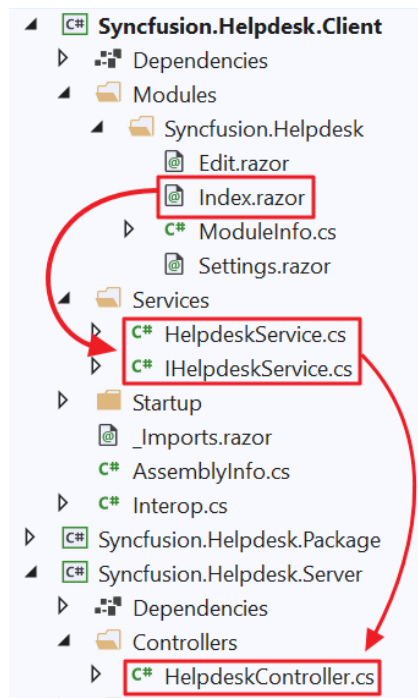 C# Syncfusion.Helpdesk.Client
Dependencies
Modules
Syncfusion.Helpdesk
@ Edit.razor
@ Index.razor
C# ModuleInfo.cs
@ Settings.razor
Services
C# HelpdeskService.cs
C# IHelpdeskService.cs
Startup
@ _Imports.razor
C# AssemblyInfo.cs
C# Interop.cs
C# Syncfusion.Helpdesk.Package
C# Syncfusion.Helpdesk.Server
Dependencies
Controllers
C# HelpdeskController.cs